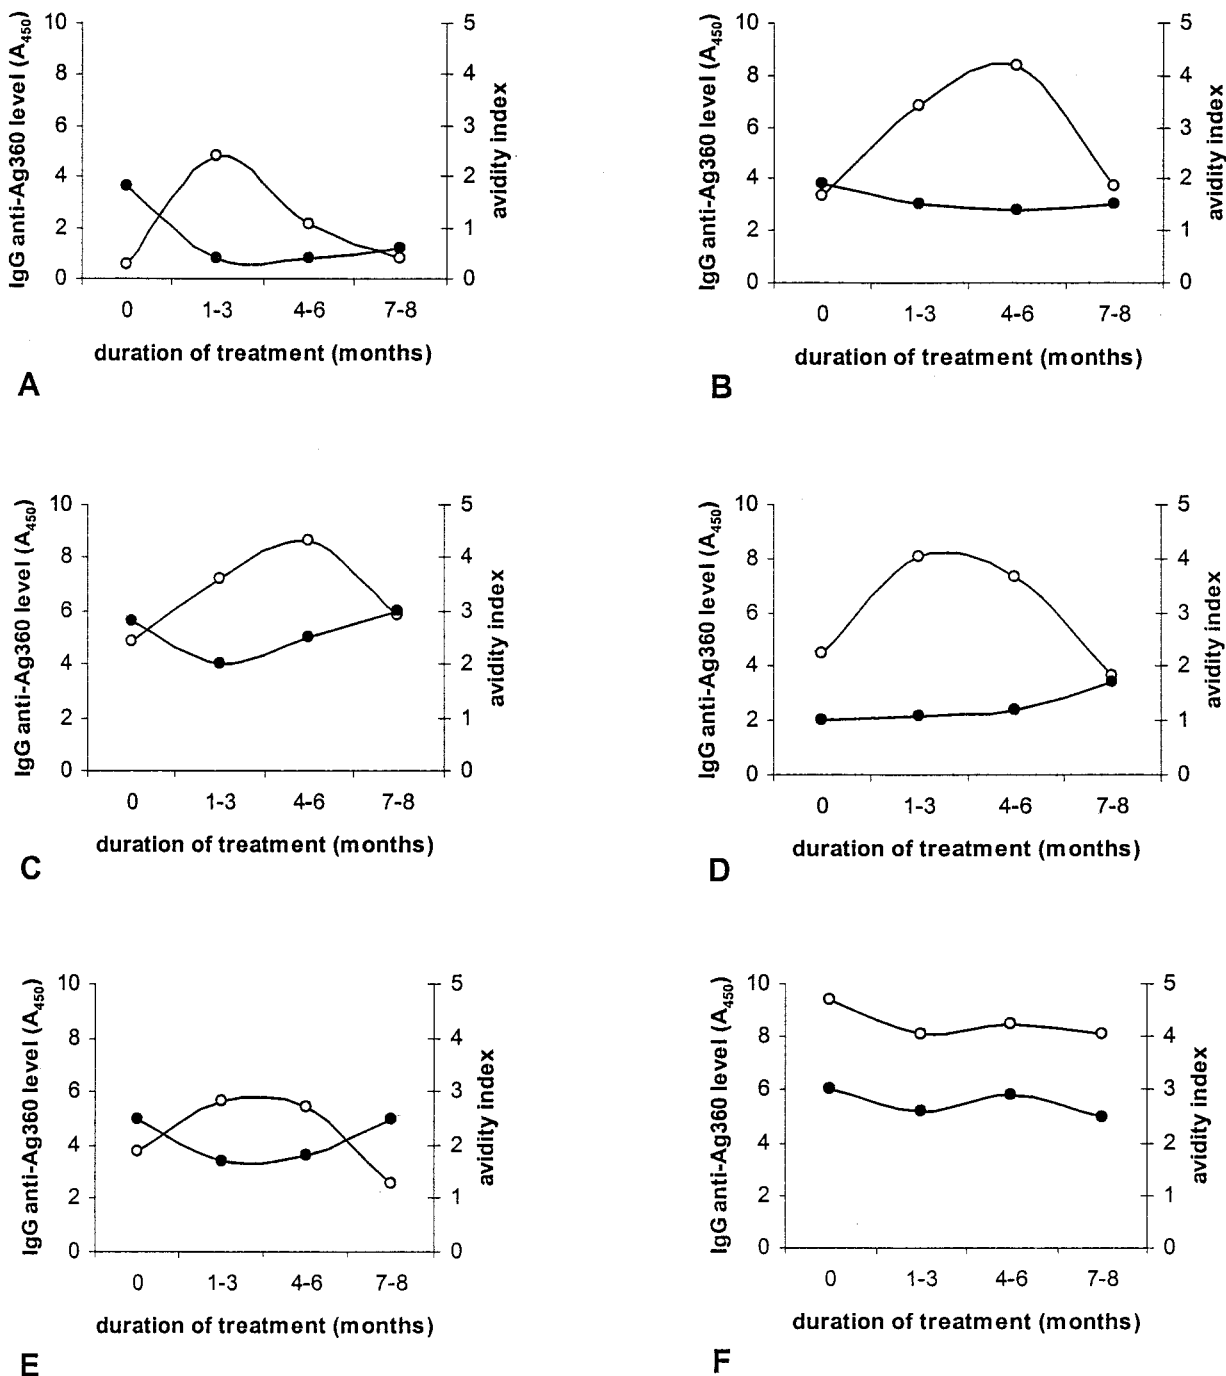 IgG anti-Ag360 level (A450)
10
8
6
4
2
0
5
4
3
2
1
0
avidity index
0 1-3 4-6 7-8
duration of treatment (months)
A
IgG anti-Ag360 level (A450)
10
8
6
4
2
0
5
4
3
2
1
0
avidity index
0 1-3 4-6 7-8
duration of treatment (months)
B
IgG anti-Ag360 level (A450)
10
8
6
4
2
0
5
4
3
2
1
0
avidity index
0 1-3 4-6 7-8
duration of treatment (months)
C
IgG anti-Ag360 level (A450)
10
8
6
4
2
0
5
4
3
2
1
0
avidity index
0 1-3 4-6 7-8
duration of treatment (months)
D
IgG anti-Ag360 level (A450)
10
8
6
4
2
0
5
4
3
2
1
0
avidity index
0 1-3 4-6 7-8
duration of treatment (months)
E
IgG anti-Ag360 level (A450)
10
8
6
4
2
0
5
4
3
2
1
0
avidity index
0 1-3 4-6 7-8
duration of treatment (months)
F